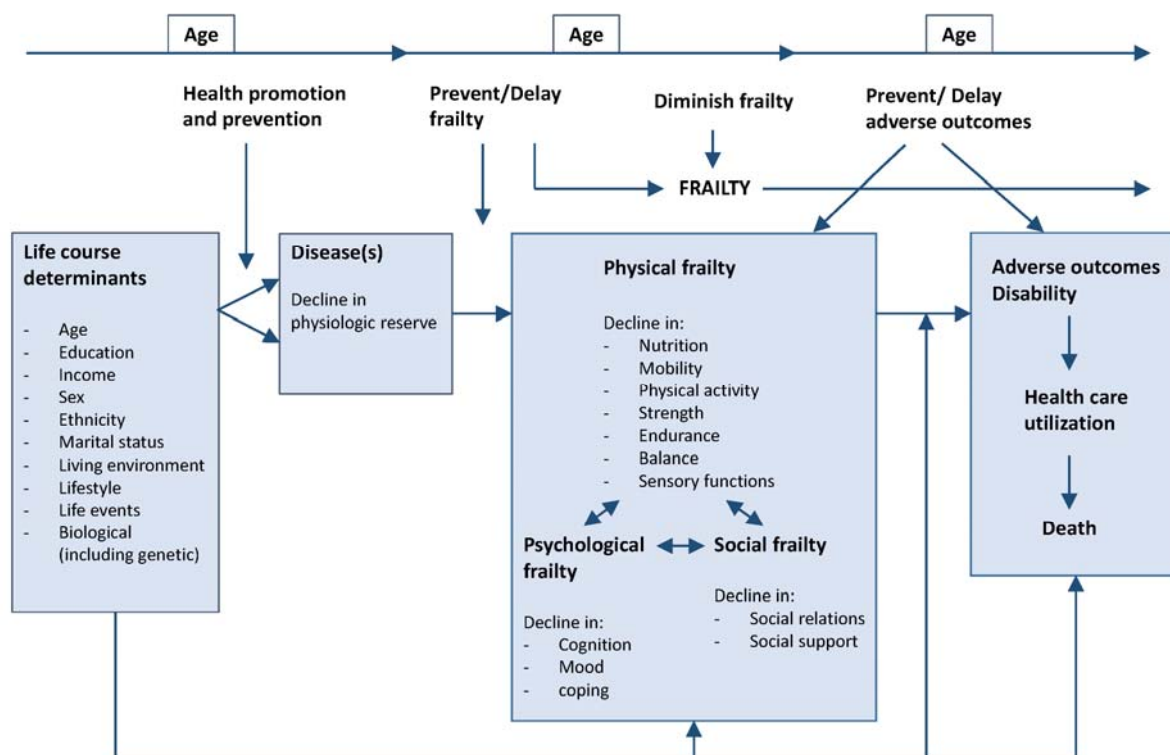 Age
Age
Age
Health promotion
and prevention
Prevent/Delay
frailty
Diminish frailty
Prevent/ Delay
adverse outcomes
FRAILTY
Life course
determinants
- Age
- Education
- Income
- Sex
- Ethnicity
- Marital status
- Living environment
- Lifestyle
- Life events
- Biological
(including genetic)
Disease(s)
Decline in
physiologic reserve
Physical frailty
Decline in:
- Nutrition
- Mobility
- Physical activity
- Strength
- Endurance
- Balance
- Sensory functions
Psychological
frailty
Decline in:
- Cognition
- Mood
- coping
Social frailty
Decline in:
- Social relations
- Social support
Adverse outcomes
Disability
Health care
utilization
Death